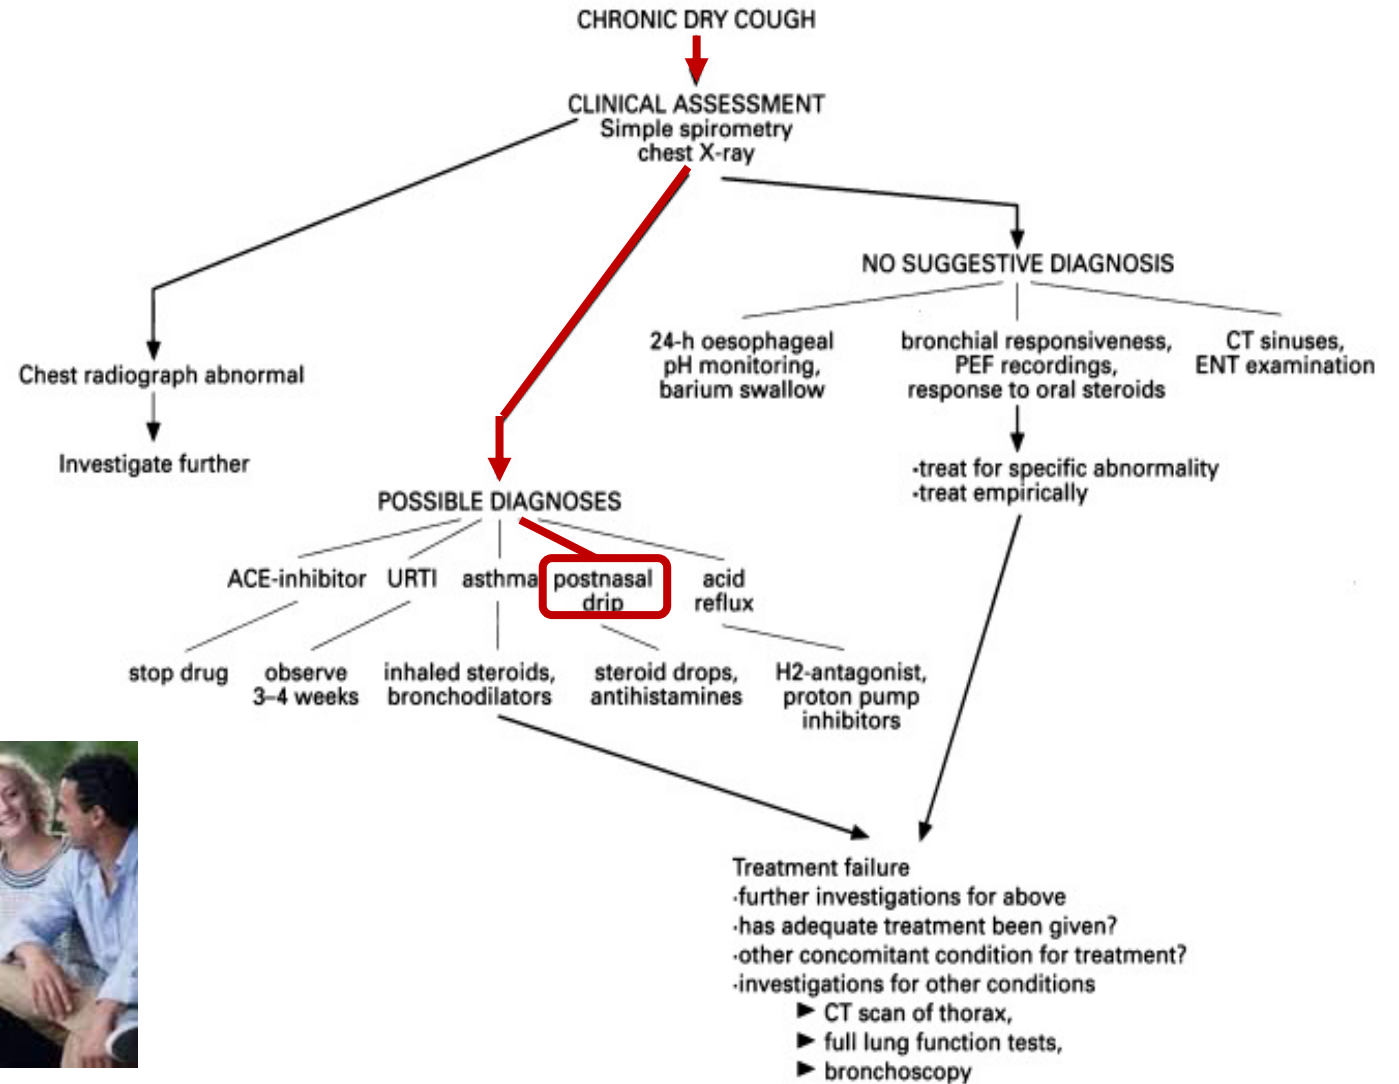 CHRONIC DRY COUGH
CLINICAL ASSESSMENT
Simple spirometry
chest X-ray
NO SUGGESTIVE DIAGNOSIS
24-h oesophageal
pH monitoring,
barium swallow
bronchial responsiveness,
PEF recordings,
response to oral steroids
CT sinuses,
ENT examination
Chest radiograph abnormal
Investigate further
·treat for specific abnormality
·treat empirically
POSSIBLE DIAGNOSES
ACE-inhibitor
URTI
asthma
postnasal
drip
acid
reflux
stop drug
observe
3–4 weeks
inhaled steroids,
bronchodilators
steroid drops,
antihistamines
H2-antagonist,
proton pump
inhibitors
Treatment failure
·further investigations for above
·has adequate treatment been given?
·other concomitant condition for treatment?
·investigations for other conditions
► CT scan of thorax,
► full lung function tests,
► bronchoscopy